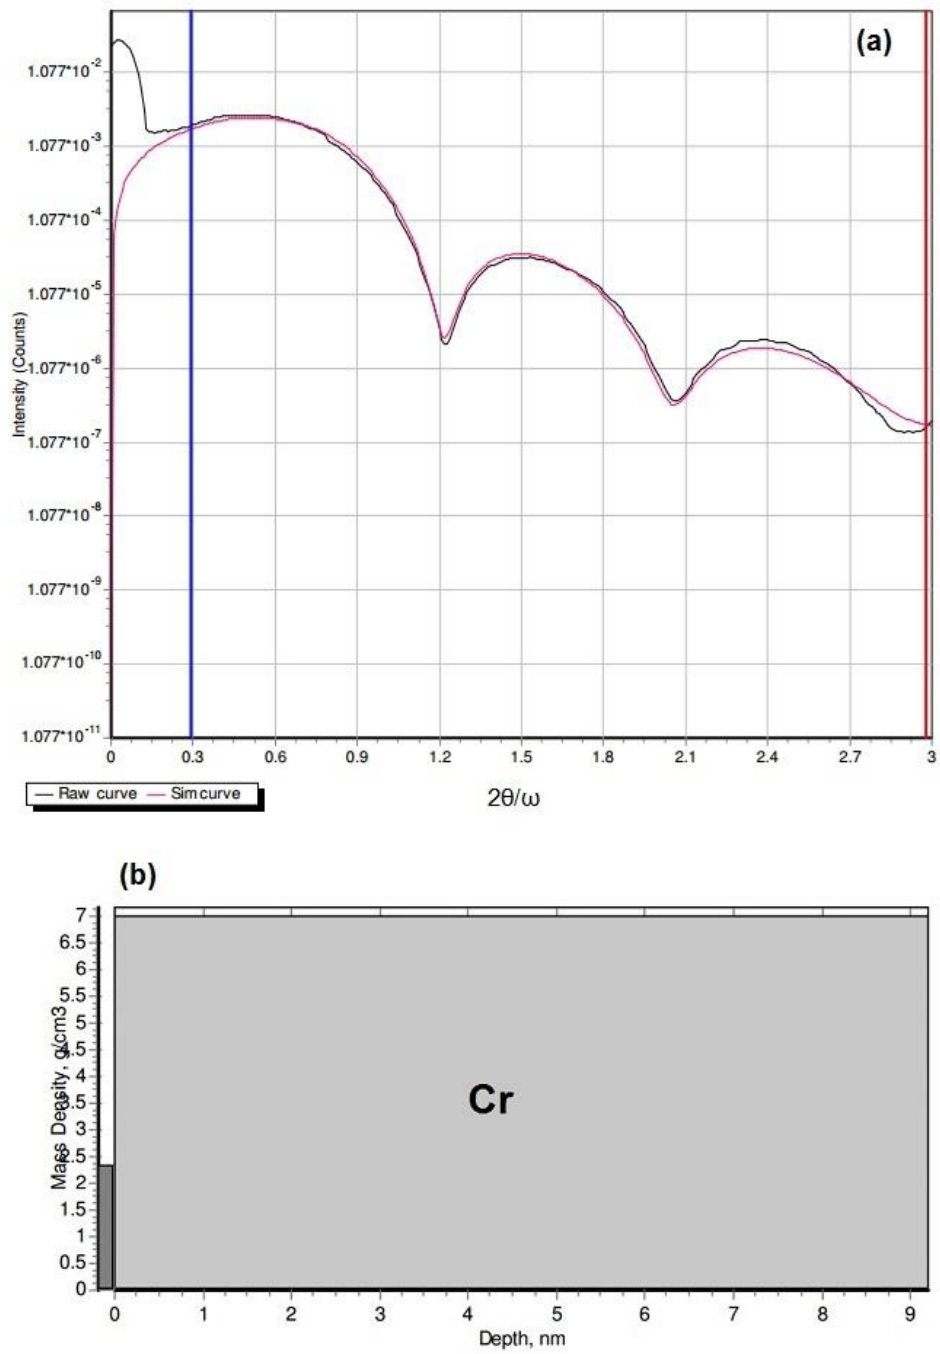 (a)
1.077*10-2
1.077*10-3
1.077*10-4
1.077*10-5
1.077*10-6
1.077*10-7
1.077*10-8
1.077*10-9
1.077*10-10
1.077*10-11
Intensity (Counts)
0 0.3 0.6 0.9 1.2 1.5 1.8 2.1 2.4 2.7 3
Raw curve Sim curve
2θ/ω
(b)
7
6.5
6
5.5
5
4.5
4
3.5
3
2.5
2
1.5
1
0.5
0
Mass Density, g/cm3
Cr
0 1 2 3 4 5 6 7 8 9
Depth, nm